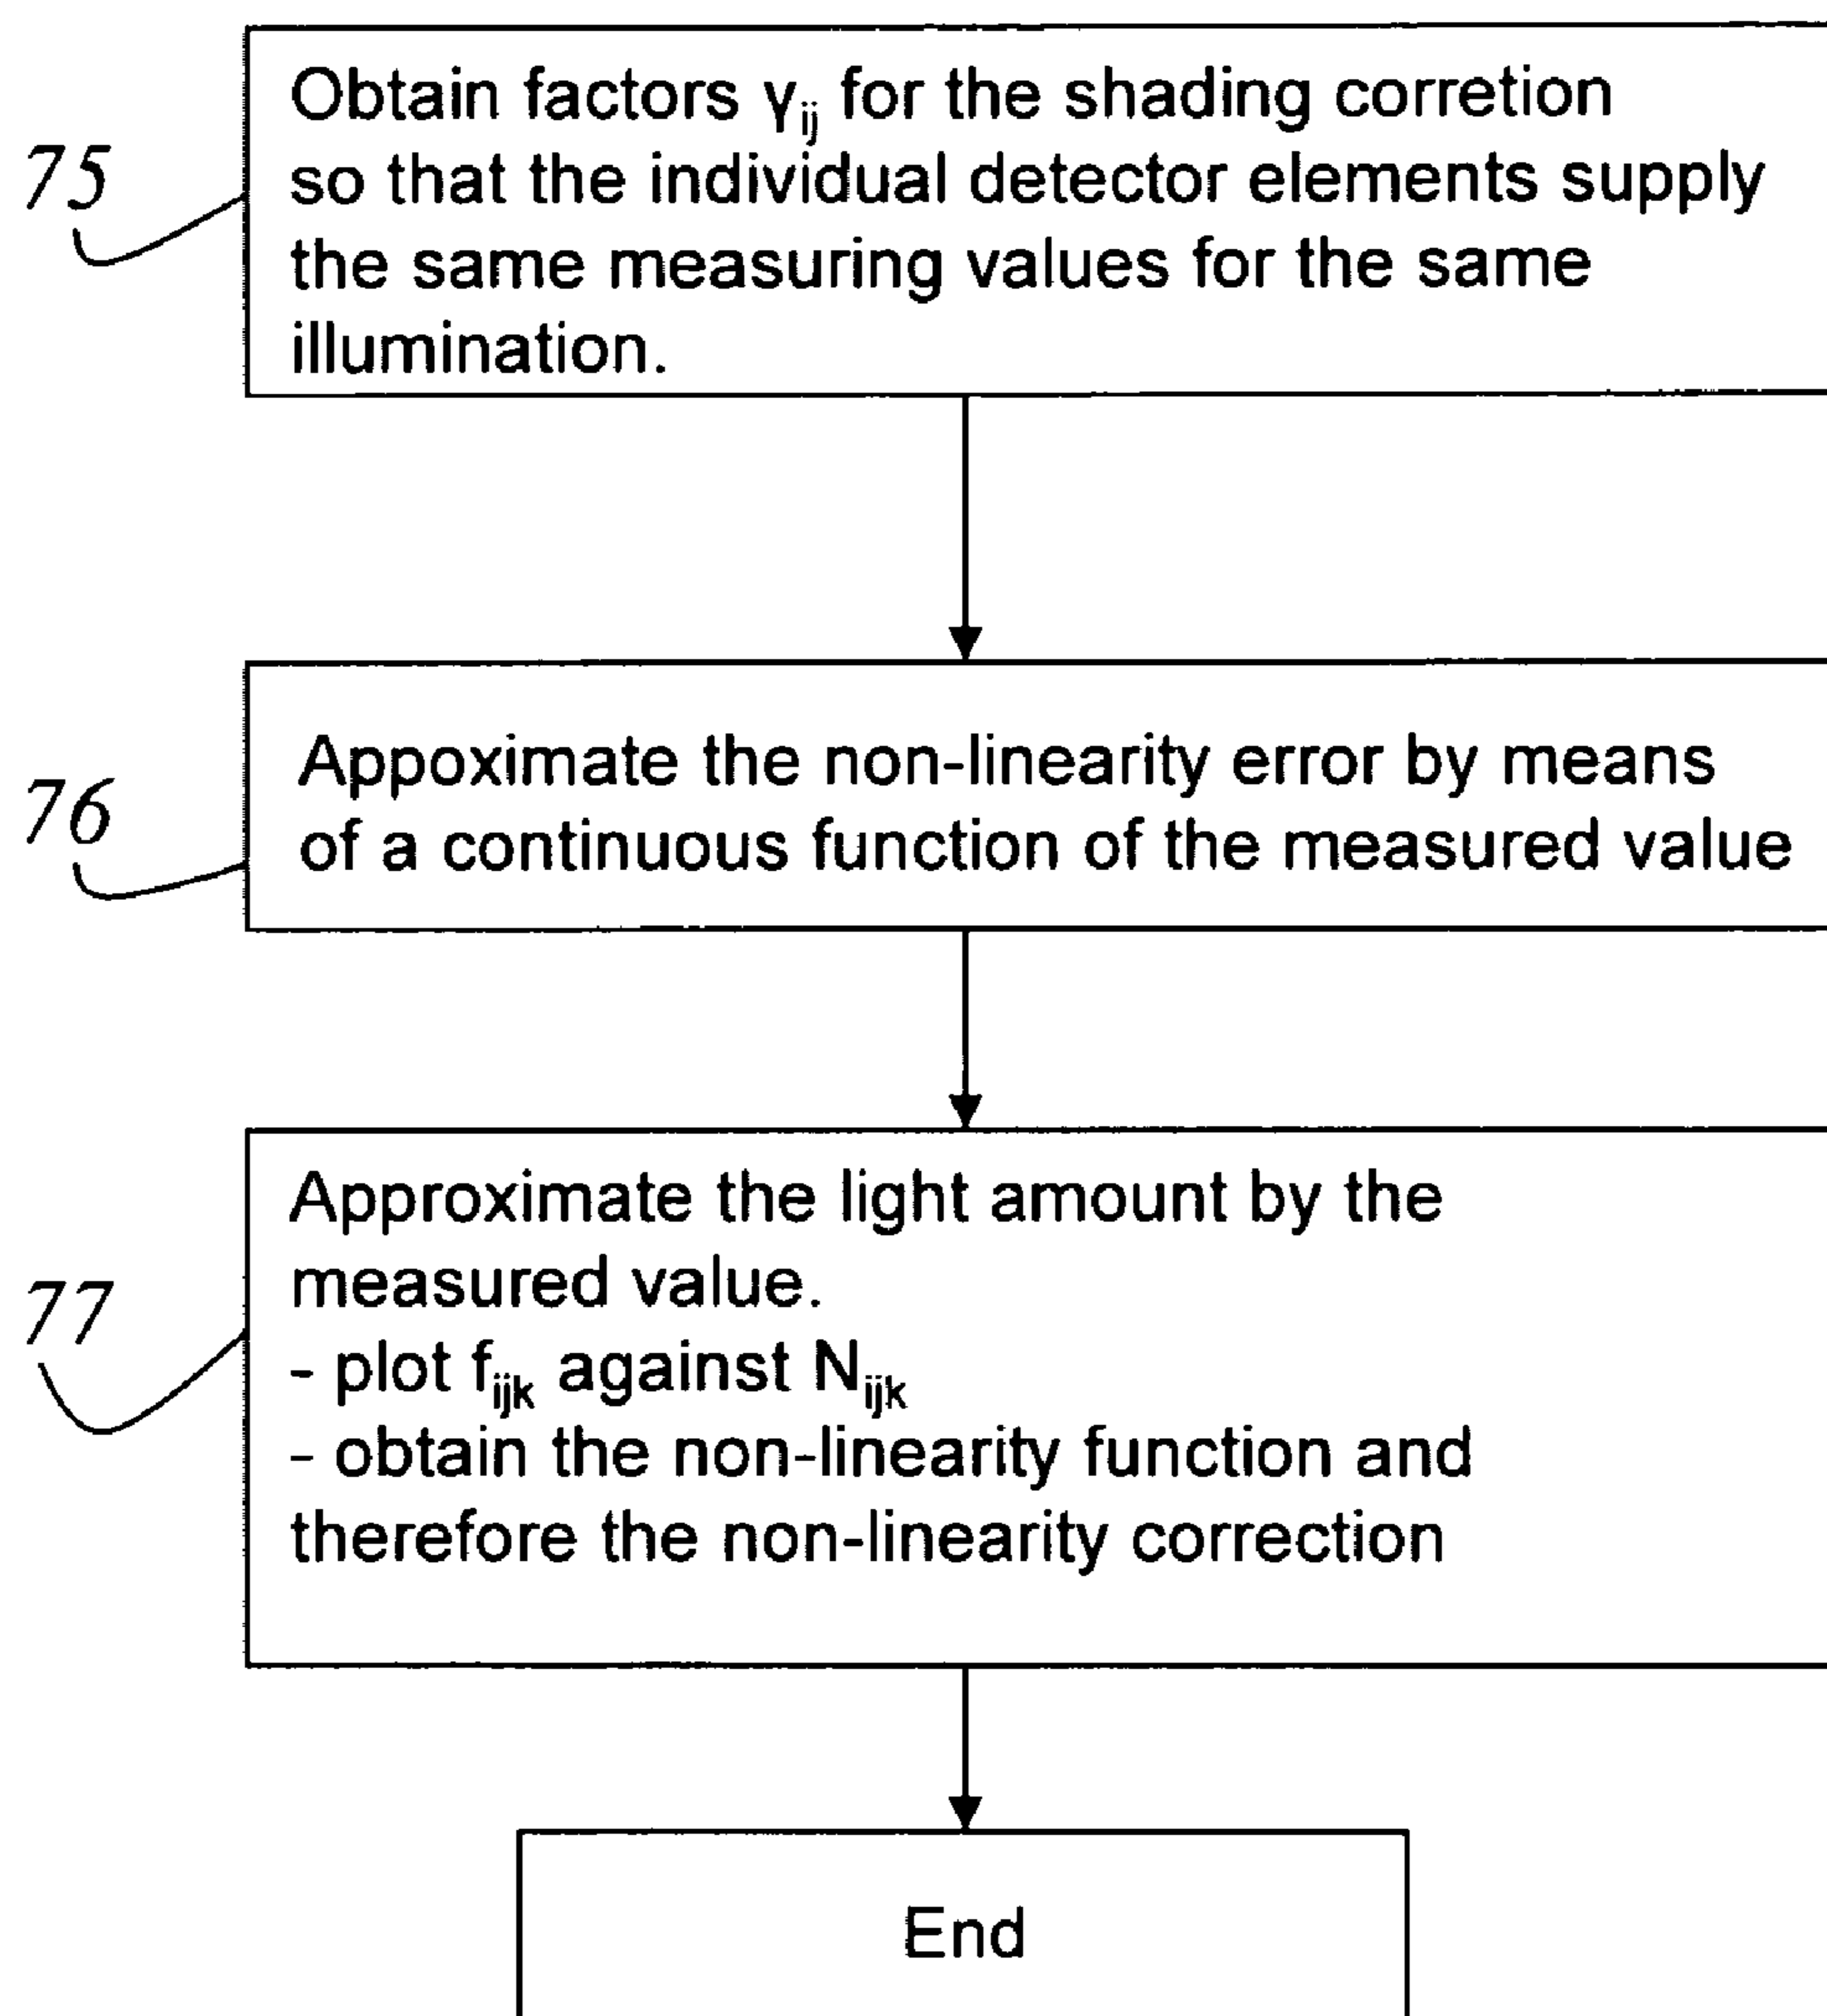 Obtain factors γij for the shading corretion
so that the individual detector elements supply
the same measuring values for the same
illumination.
75
Appoximate the non-linearity error by means
of a continuous function of the measured value
76
Approximate the light amount by the
measured value.
- plot fijk against Nijk
- obtain the non-linearity function and
therefore the non-linearity correction
77
End